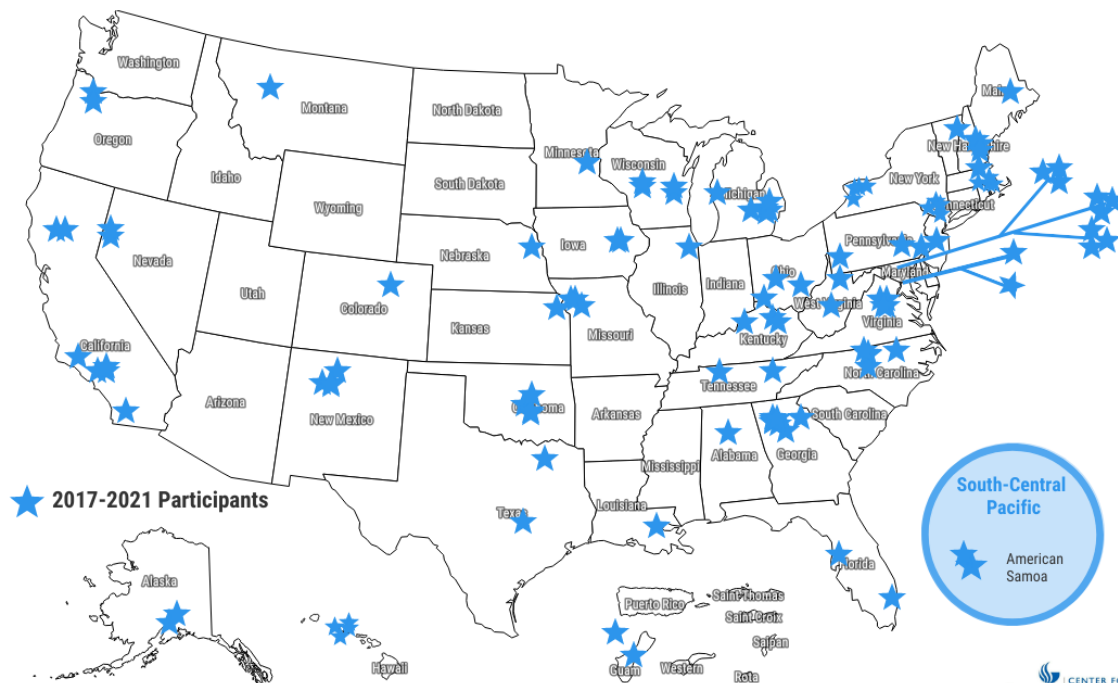 Washington
Montana
North Dakota
Minnesota
Wisconsin
Michigan
Maine
New Hampshire
New York
Connecticut
Oregon
Idaho
South Dakota
Wyoming
Nebraska
Iowa
Pennsylvania
Maryland
Nevada
Utah
Colorado
Kansas
Missouri
Illinois
Indiana
Ohio
West Virginia
Virginia
Kentucky
California
Arizona
New Mexico
Oklahoma
Arkansas
Tennessee
North Carolina
South Carolina
Mississippi
Alabama
Georgia
Texas
Louisiana
Florida
2017-2021 Participants
South-Central
Pacific
American
Samoa
Alaska
Hawaii
Puerto Rico
Saint Thomas
Saint Croix
Saipan
Guam
Western
Rota
CENTER